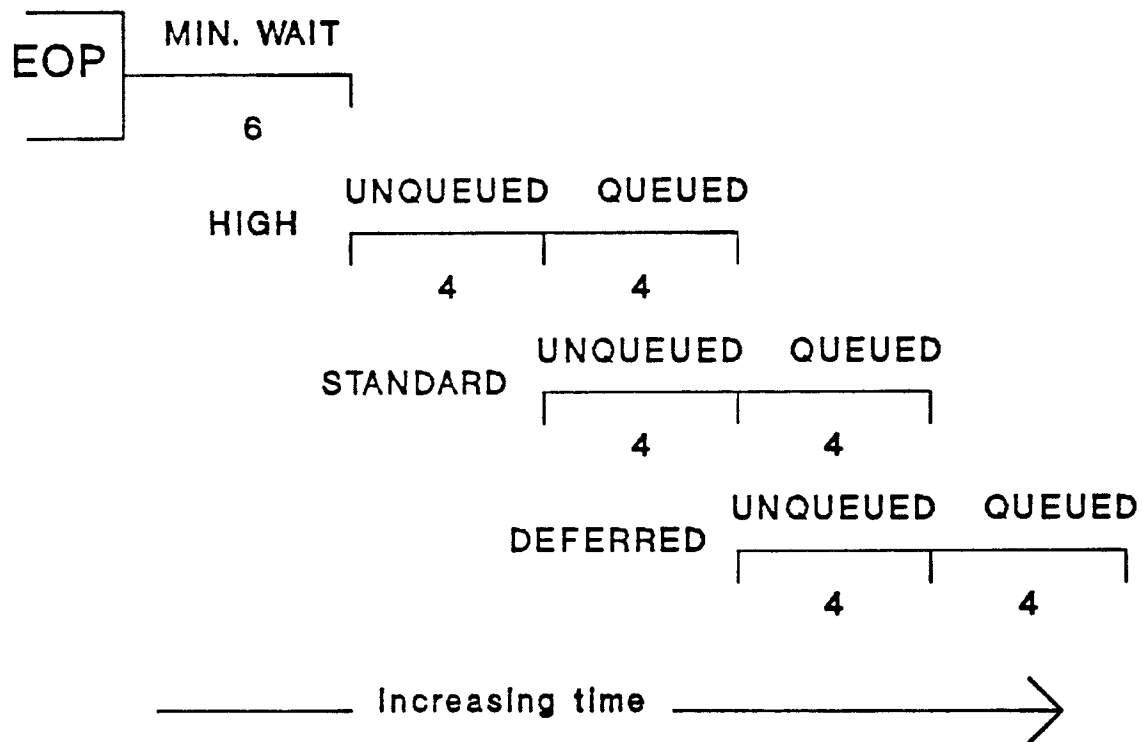 MIN. WAIT
EOP
6
UNQUEUED QUEUED
HIGH
4 4
UNQUEUED QUEUED
STANDARD
4 4
UNQUEUED QUEUED
DEFERRED
4 4
Increasing time